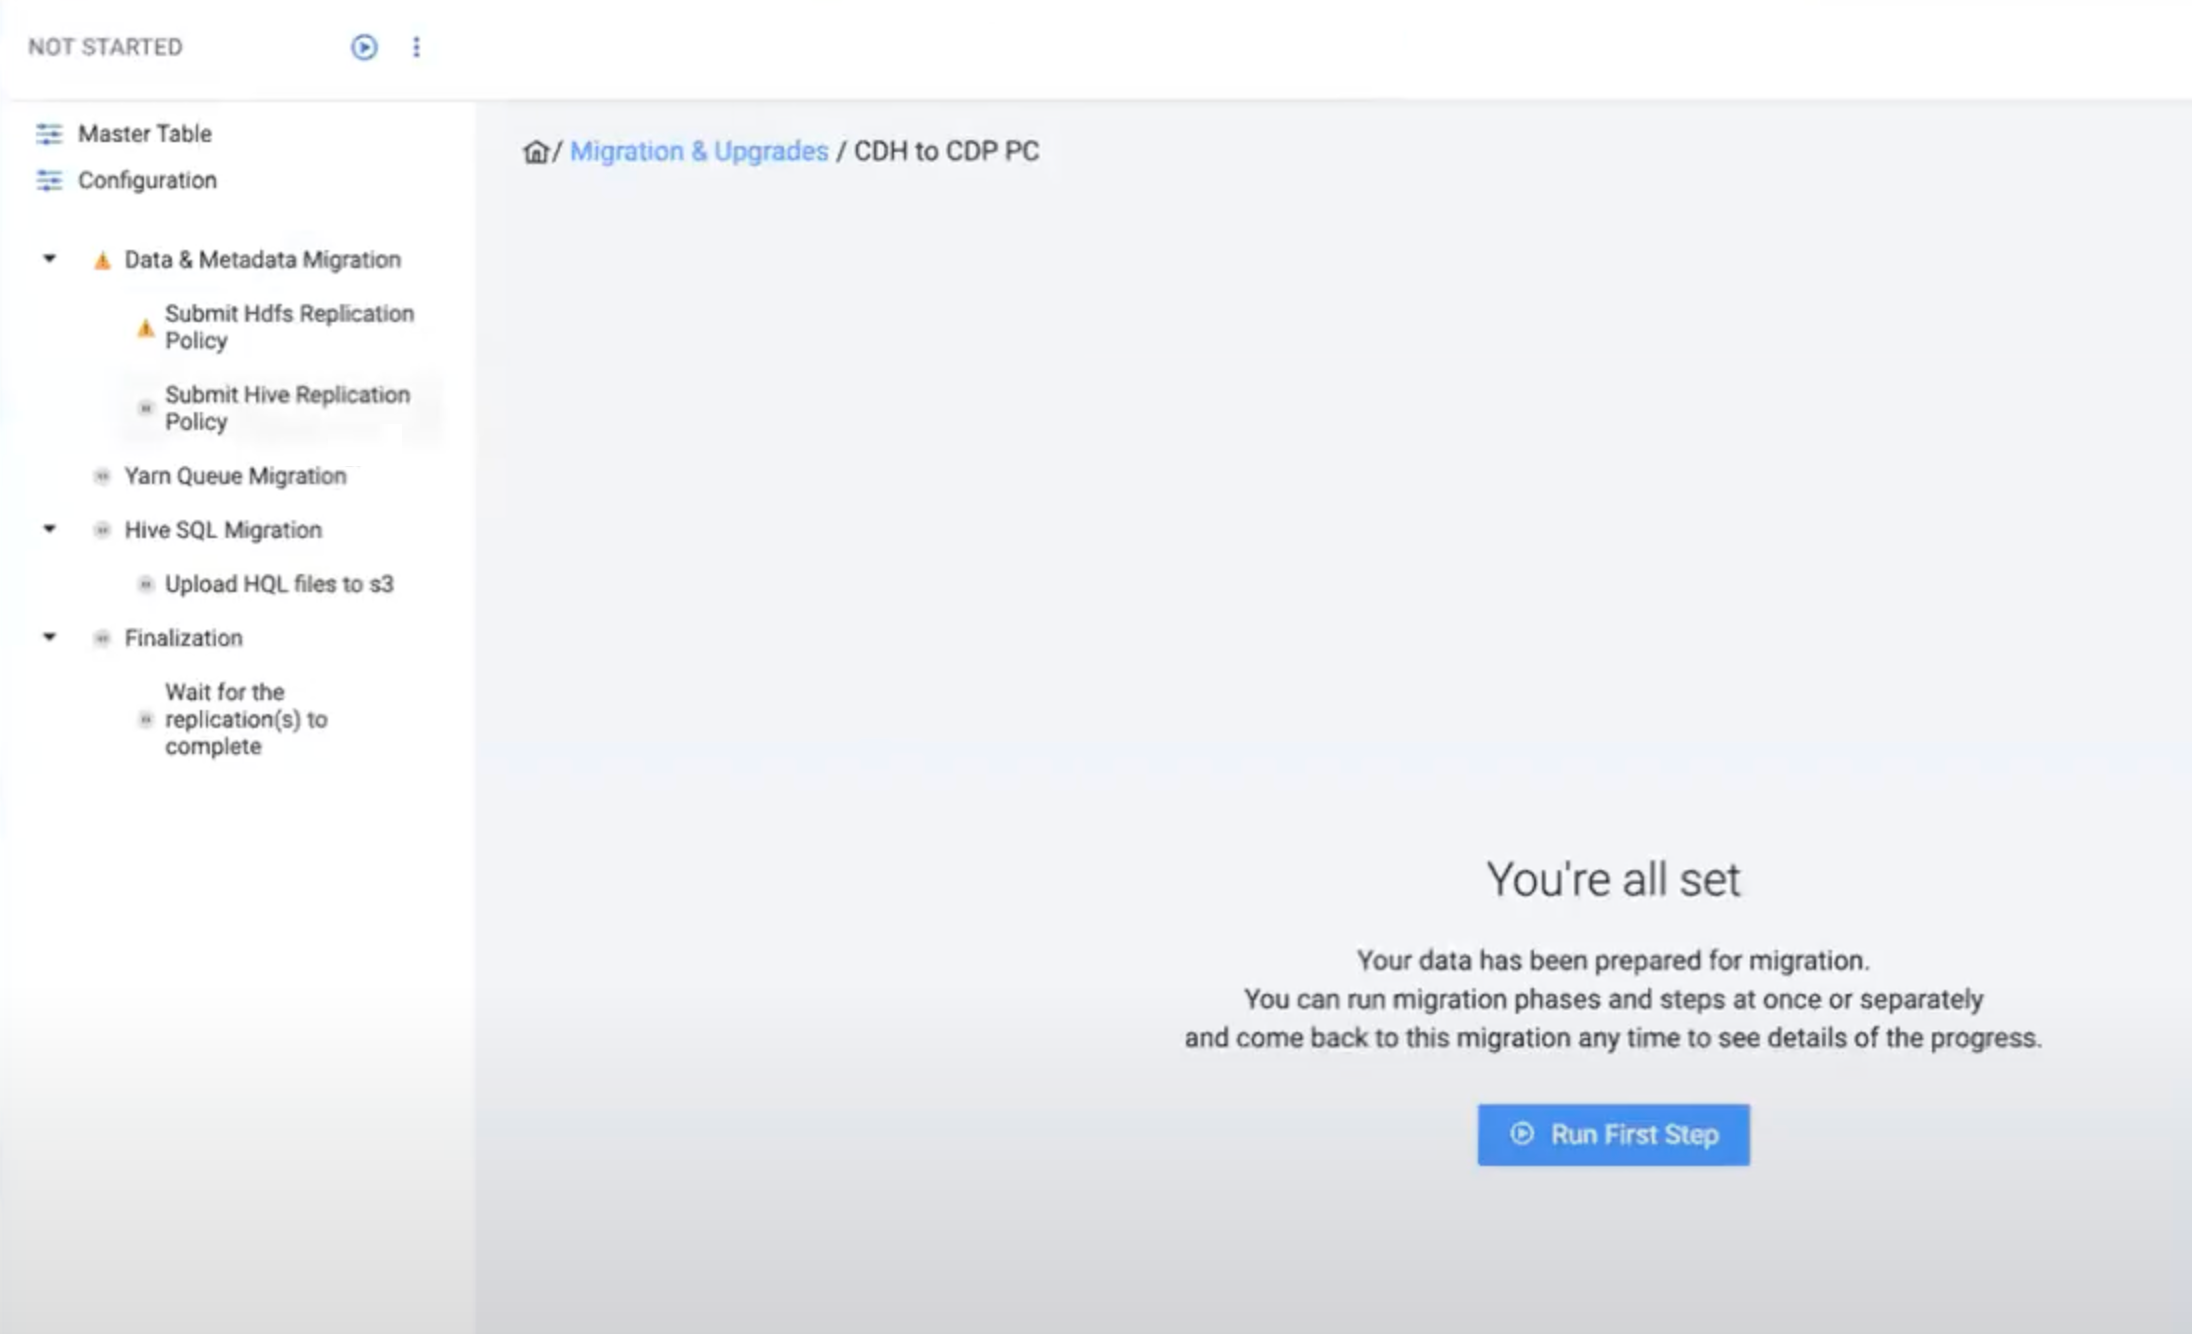 NOT STARTED
Master Table
Configuration
Data & Metadata Migration
Submit Hdfs Replication
Policy
Submit Hive Replication
Policy
Yarn Queue Migration
Hive SQL Migration
Upload HQL files to s3
Finalization
Wait for the
replication(s) to
complete
/ Migration & Upgrades / CDH to CDP PC
You're all set
Your data has been prepared for migration.
You can run migration phases and steps at once or separately
and come back to this migration any time to see details of the progress.
Run First Step